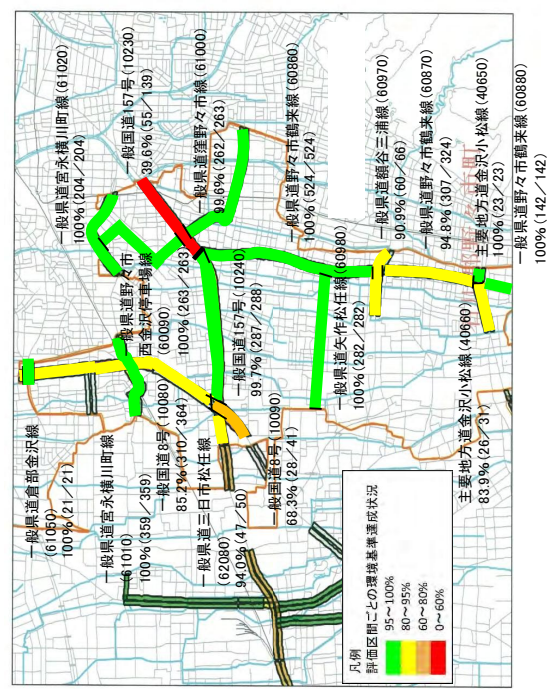 一般県道倉部金沢線
(61050)
100%(21/21)
一般県道宮永横川町線
(61010)
100%(359/359)
一般国道8号(10080)
85.2%(310/364)
一般県道三日市松任線
(62080)
94.0%(47/50)
一般国道8号(10090)
68.3%(28/41)
一般県道宮永横川町線(61020)
100%(204/204)
一般県道野々市
西金沢停車場線
(60090)
100%(263/263)
一般国道157号(10230)
39.6%(55/139)
一般県道窪野々市線(61000)
99.6%(262/263)
一般国道157号(10240)
99.7%(287/288)
一般県道野々市鶴来線(60860)
100%(524/524)
一般県道矢作松任線(60980)
100%(282/282)
一般県道額谷三浦線(60970)
90.9%(60/66)
一般県道野々市鶴来線(60870)
94.8%(307/324)
主要地方道金沢小松線(40650)
100%(23/23)
一般県道野々市鶴来線(60880)
100%(142/142)
主要地方道金沢小松線(40660)
83.9%(26/31)
凡例
評価区間ごとの環境基準達成状況
95~100%
80~95%
60~80%
0~60%